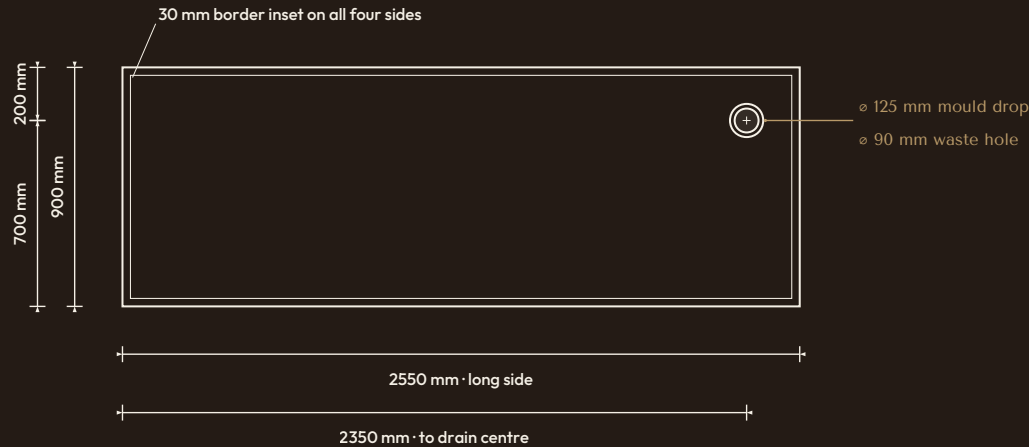 30 mm border inset on all four sides
200 mm
700 mm
900 mm
⌀ 125 mm mould drop
⌀ 90 mm waste hole
2550 mm · long side
2350 mm · to drain centre